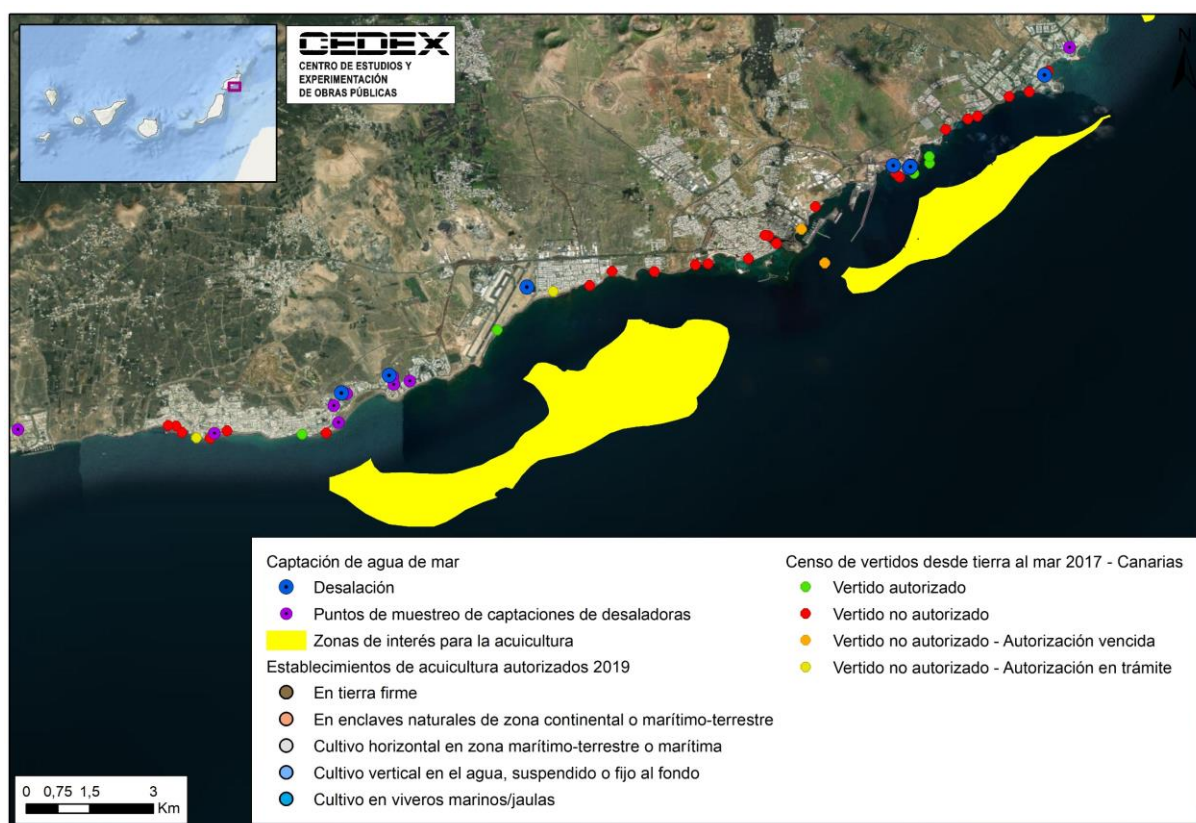 CEDEX
CENTRO DE ESTUDIOS Y
EXPERIMENTACIÓN
DE OBRAS PÚBLICAS
N
Captación de agua de mar
Desalación
Puntos de muestreo de captaciones de desaladoras
Zonas de interés para la acuicultura
Establecimientos de acuicultura autorizados 2019
En tierra firme
En enclaves naturales de zona continental o marítimo-terrestre
Cultivo horizontal en zona marítimo-terrestre o marítima
Cultivo vertical en el agua, suspendido o fijo al fondo
Cultivo en viveros marinos/jaulas
Censo de vertidos desde tierra al mar 2017 - Canarias
Vertido autorizado
Vertido no autorizado
Vertido no autorizado - Autorización vencida
Vertido no autorizado - Autorización en trámite
0 0,75 1,5 3
Km